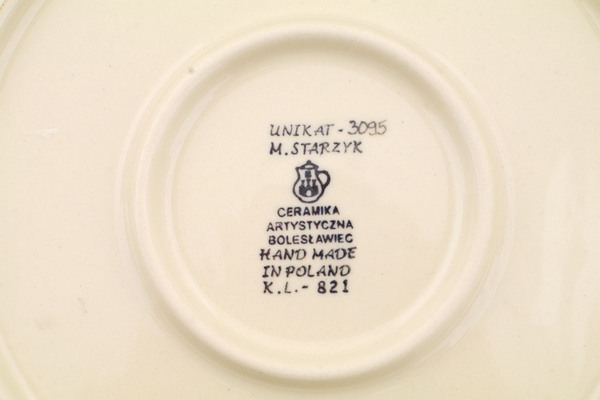 UNIKAT - 3095
M. STARZYK
CERAMIKA
ARTYSTYCZNA
BOLESŁAWIEC
HAND MADE
IN POLAND
K.L. - 821